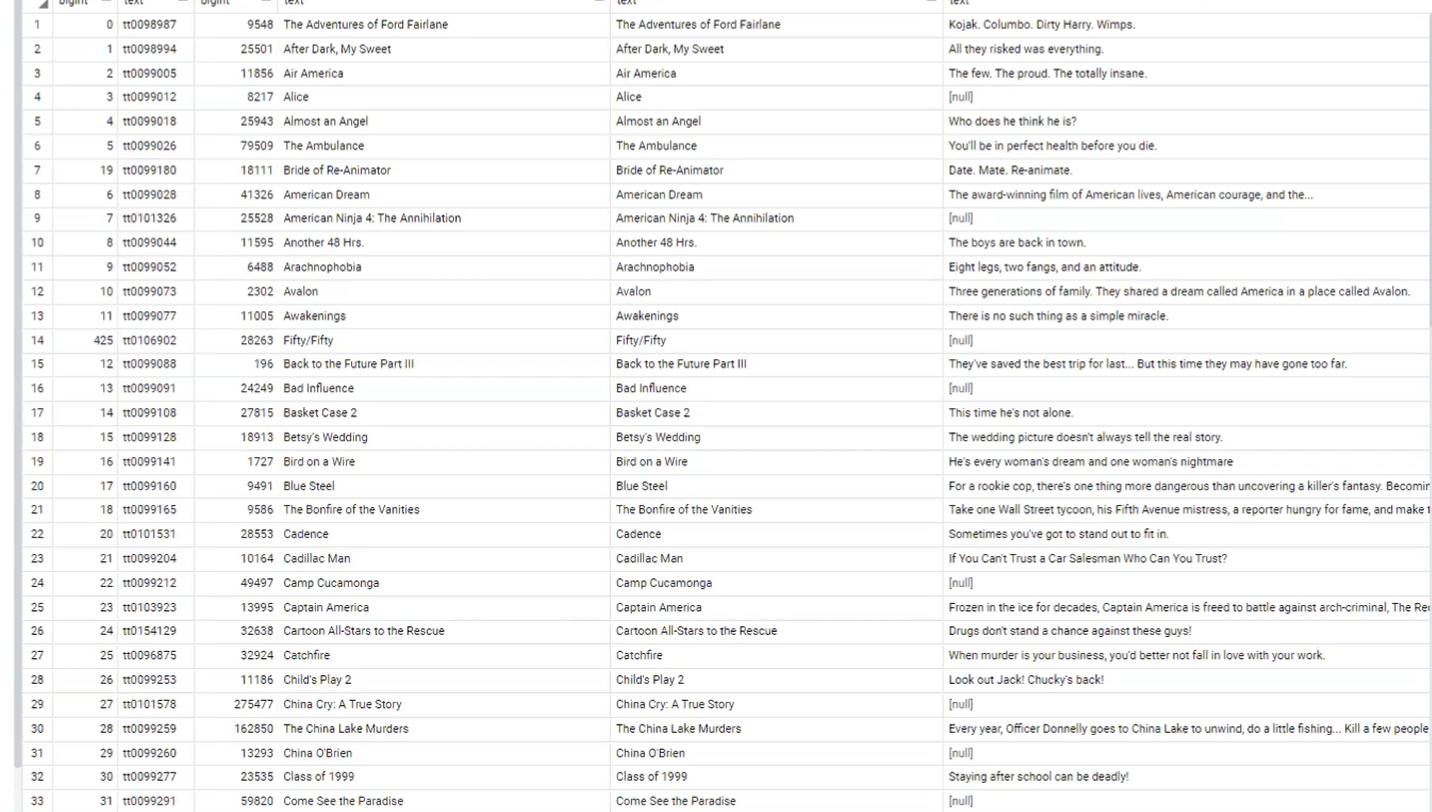 bigint text bigint text text text
1 0 tt0098987 9548 The Adventures of Ford Fairlane The Adventures of Ford Fairlane Kojak. Columbo. Dirty Harry. Wimps.
2 1 tt0098994 25501 After Dark, My Sweet After Dark, My Sweet All they risked was everything.
3 2 tt0099005 11856 Air America Air America The few. The proud. The totally insane.
4 3 tt0099012 8217 Alice Alice [null]
5 4 tt0099018 25943 Almost an Angel Almost an Angel Who does he think he is?
6 5 tt0099026 79509 The Ambulance The Ambulance You'll be in perfect health before you die.
7 19 tt0099180 18111 Bride of Re-Animator Bride of Re-Animator Date. Mate. Re-animate.
8 6 tt0099028 41326 American Dream American Dream The award-winning film of American lives, American courage, and the...
9 7 tt0101326 25528 American Ninja 4: The Annihilation American Ninja 4: The Annihilation [null]
10 8 tt0099044 11595 Another 48 Hrs. Another 48 Hrs. The boys are back in town.
11 9 tt0099052 6488 Arachnophobia Arachnophobia Eight legs, two fangs, and an attitude.
12 10 tt0099073 2302 Avalon Avalon Three generations of family. They shared a dream called America in a place called Avalon.
13 11 tt0099077 11005 Awakenings Awakenings There is no such thing as a simple miracle.
14 425 tt0106902 28263 Fifty/Fifty Fifty/Fifty [null]
15 12 tt0099088 196 Back to the Future Part III Back to the Future Part III They've saved the best trip for last... But this time they may have gone too far.
16 13 tt0099091 24249 Bad Influence Bad Influence [null]
17 14 tt0099108 27815 Basket Case 2 Basket Case 2 This time he's not alone.
18 15 tt0099128 18913 Betsy's Wedding Betsy's Wedding The wedding picture doesn't always tell the real story.
19 16 tt0099141 1727 Bird on a Wire Bird on a Wire He's every woman's dream and one woman's nightmare
20 17 tt0099160 9491 Blue Steel Blue Steel For a rookie cop, there's one thing more dangerous than uncovering a killer's fantasy. Becomin
21 18 tt0099165 9586 The Bonfire of the Vanities The Bonfire of the Vanities Take one Wall Street tycoon, his Fifth Avenue mistress, a reporter hungry for fame, and make t
22 20 tt0101531 28553 Cadence Cadence Sometimes you've got to stand out to fit in.
23 21 tt0099204 10164 Cadillac Man Cadillac Man If You Can't Trust a Car Salesman Who Can You Trust?
24 22 tt0099212 49497 Camp Cucamonga Camp Cucamonga [null]
25 23 tt0103923 13995 Captain America Captain America Frozen in the ice for decades, Captain America is freed to battle against arch-criminal, The Re
26 24 tt0154129 32638 Cartoon All-Stars to the Rescue Cartoon All-Stars to the Rescue Drugs don't stand a chance against these guys!
27 25 tt0096875 32924 Catchfire Catchfire When murder is your business, you'd better not fall in love with your work.
28 26 tt0099253 11186 Child's Play 2 Child's Play 2 Look out Jack! Chucky's back!
29 27 tt0101578 275477 China Cry: A True Story China Cry: A True Story [null]
30 28 tt0099259 162850 The China Lake Murders The China Lake Murders Every year, Officer Donnelly goes to China Lake to unwind, do a little fishing... Kill a few people
31 29 tt0099260 13293 China O'Brien China O'Brien [null]
32 30 tt0099277 23535 Class of 1999 Class of 1999 Staying after school can be deadly!
33 31 tt0099291 59820 Come See the Paradise Come See the Paradise [null]